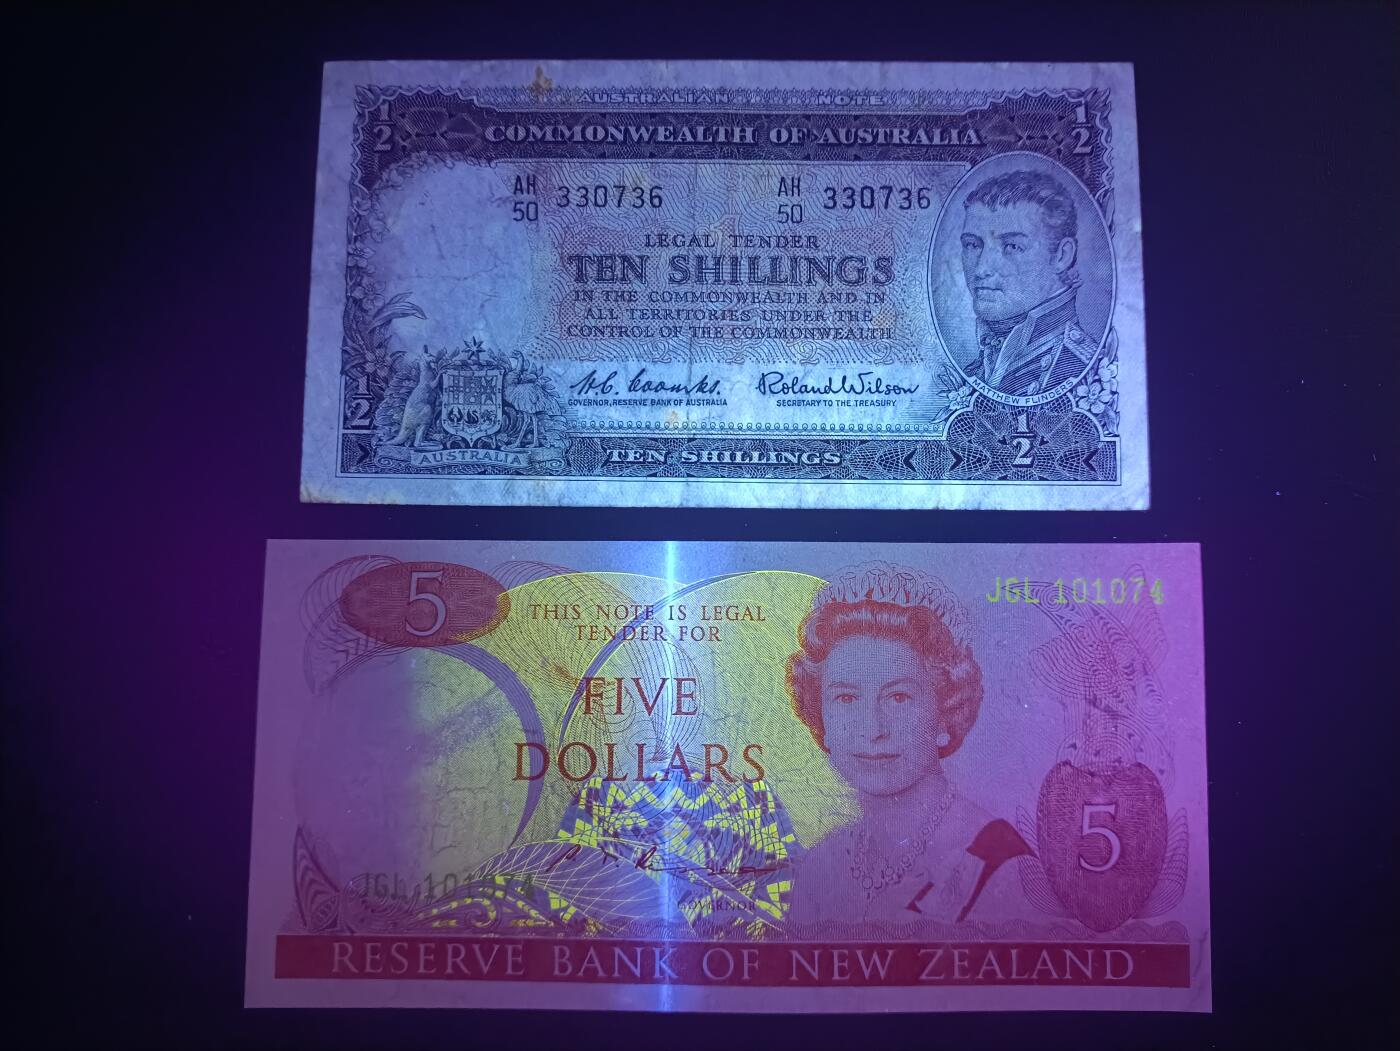 AUSTRALIAN NOTE
1/2 COMMONWEALTH OF AUSTRALIA 1/2
AH 50 330736 AH 50 330736
LEGAL TENDER
TEN SHILLINGS
IN THE COMMONWEALTH AND IN
ALL TERRITORIES UNDER THE
CONTROL OF THE COMMONWEALTH
H.C. Coombs. Roland Wilson
GOVERNOR, RESERVE BANK OF AUSTRALIA SECRETARY TO THE TREASURY
MATTHEW FLINDERS
1/2
1/2
AUSTRALIA
TEN SHILLINGS
5
JGL 101074
THIS NOTE IS LEGAL
TENDER FOR
FIVE
DOLLARS
5
JGL 101074
GOVERNOR
RESERVE BANK OF NEW ZEALAND